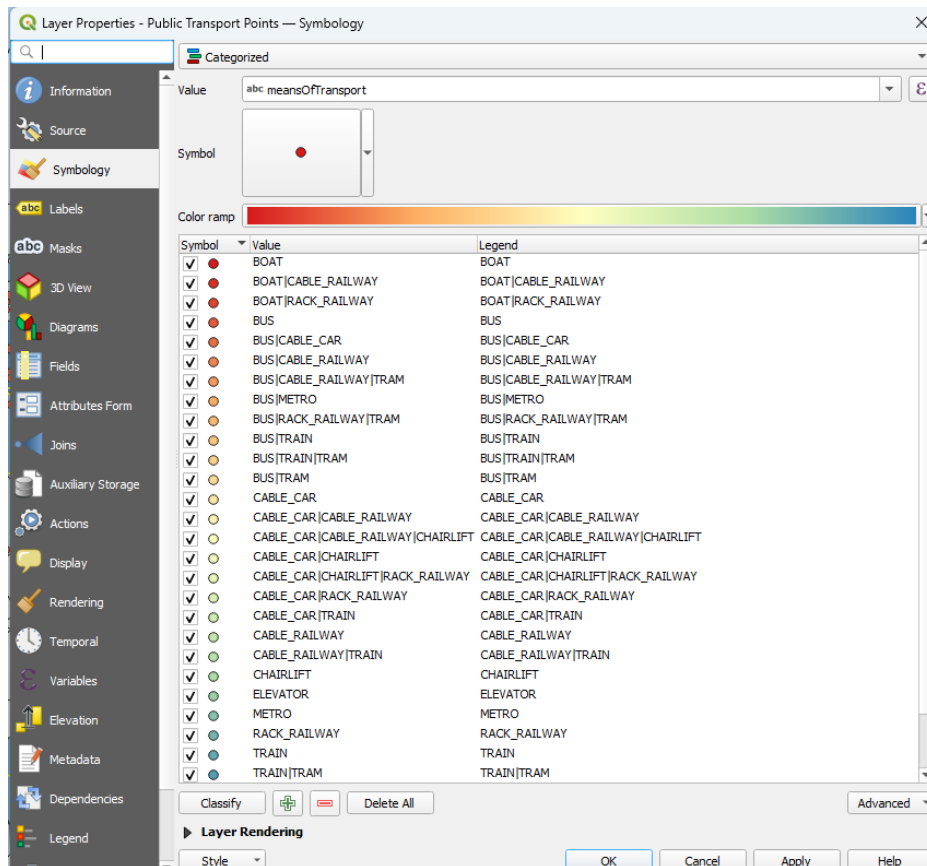 Layer Properties - Public Transport Points — Symbology
Categorized
Information
Value abc meansOfTransport ε
Source
Symbol
Symbology
abc Labels
Color ramp
abc Masks
Symbol Value Legend
BOAT BOAT
3D View
BOAT|CABLE_RAILWAY BOAT|CABLE_RAILWAY
BOAT|RACK_RAILWAY BOAT|RACK_RAILWAY
Diagrams
BUS BUS
BUS|CABLE_CAR BUS|CABLE_CAR
Fields
BUS|CABLE_RAILWAY BUS|CABLE_RAILWAY
BUS|CABLE_RAILWAY|TRAM BUS|CABLE_RAILWAY|TRAM
Attributes Form
BUS|METRO BUS|METRO
BUS|RACK_RAILWAY|TRAM BUS|RACK_RAILWAY|TRAM
Joins
BUS|TRAIN BUS|TRAIN
BUS|TRAIN|TRAM BUS|TRAIN|TRAM
Auxiliary Storage
BUS|TRAM BUS|TRAM
CABLE_CAR CABLE_CAR
Actions
CABLE_CAR|CABLE_RAILWAY CABLE_CAR|CABLE_RAILWAY
CABLE_CAR|CABLE_RAILWAY|CHAIRLIFT CABLE_CAR|CABLE_RAILWAY|CHAIRLIFT
Display
CABLE_CAR|CHAIRLIFT CABLE_CAR|CHAIRLIFT
CABLE_CAR|CHAIRLIFT|RACK_RAILWAY CABLE_CAR|CHAIRLIFT|RACK_RAILWAY
Rendering
CABLE_CAR|RACK_RAILWAY CABLE_CAR|RACK_RAILWAY
CABLE_CAR|TRAIN CABLE_CAR|TRAIN
Temporal
CABLE_RAILWAY CABLE_RAILWAY
CABLE_RAILWAY|TRAIN CABLE_RAILWAY|TRAIN
Variables
CHAIRLIFT CHAIRLIFT
ELEVATOR ELEVATOR
Elevation
METRO METRO
RACK_RAILWAY RACK_RAILWAY
Metadata
TRAIN TRAIN
TRAIN|TRAM TRAIN|TRAM
Dependencies
Classify Delete All Advanced
Legend
Layer Rendering
Style OK Cancel Apply Help